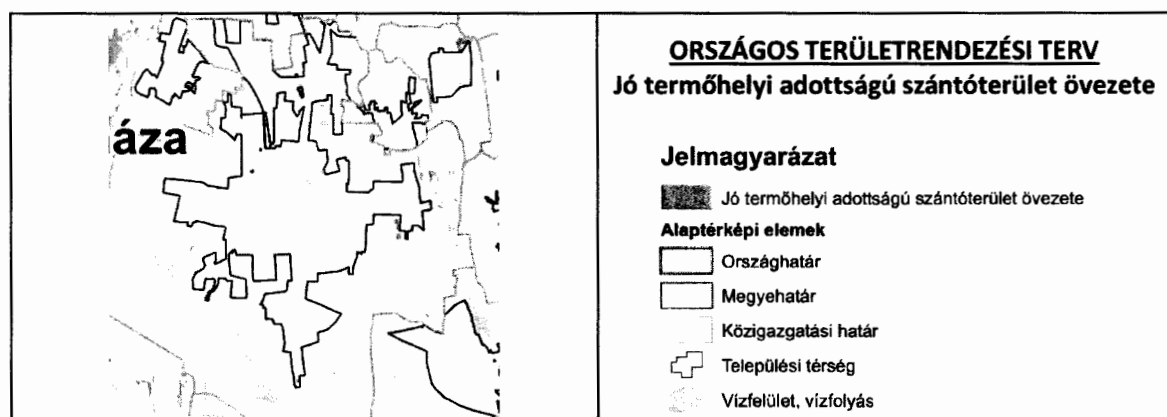 áza
ORSZÁGOS TERÜLETRENDEZÉSI TERV
Jó termőhelyi adottságú szántóterület övezete
Jelmagyarázat
Jó termőhelyi adottságú szántóterület övezete
Alaptérképi elemek
Országhatár
Megyehatár
Közigazgatási határ
Települési térség
Vízfelület, vízfolyás